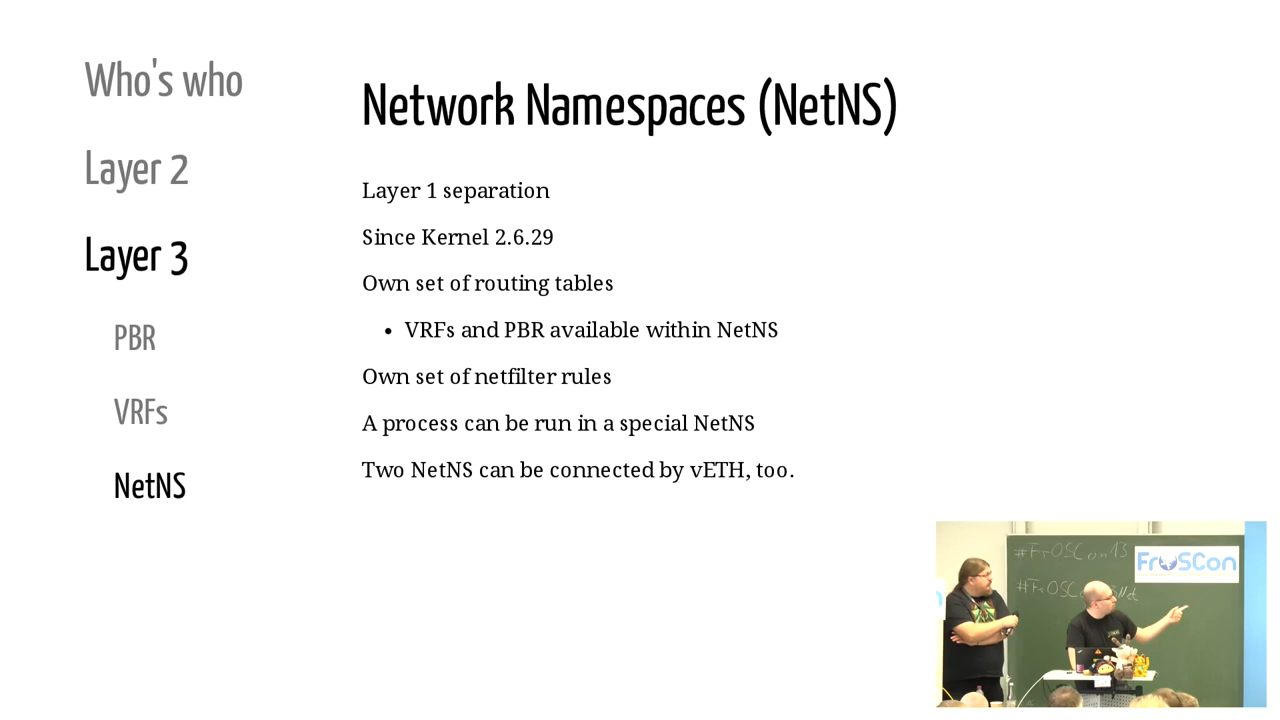 Who's who
Layer 2
Layer 3
PBR
VRFs
NetNS
Network Namespaces (NetNS)
Layer 1 separation
Since Kernel 2.6.29
Own set of routing tables
• VRFs and PBR available within NetNS
Own set of netfilter rules
A process can be run in a special NetNS
Two NetNS can be connected by vETH, too.
#FrOSCon13
FrOSCon